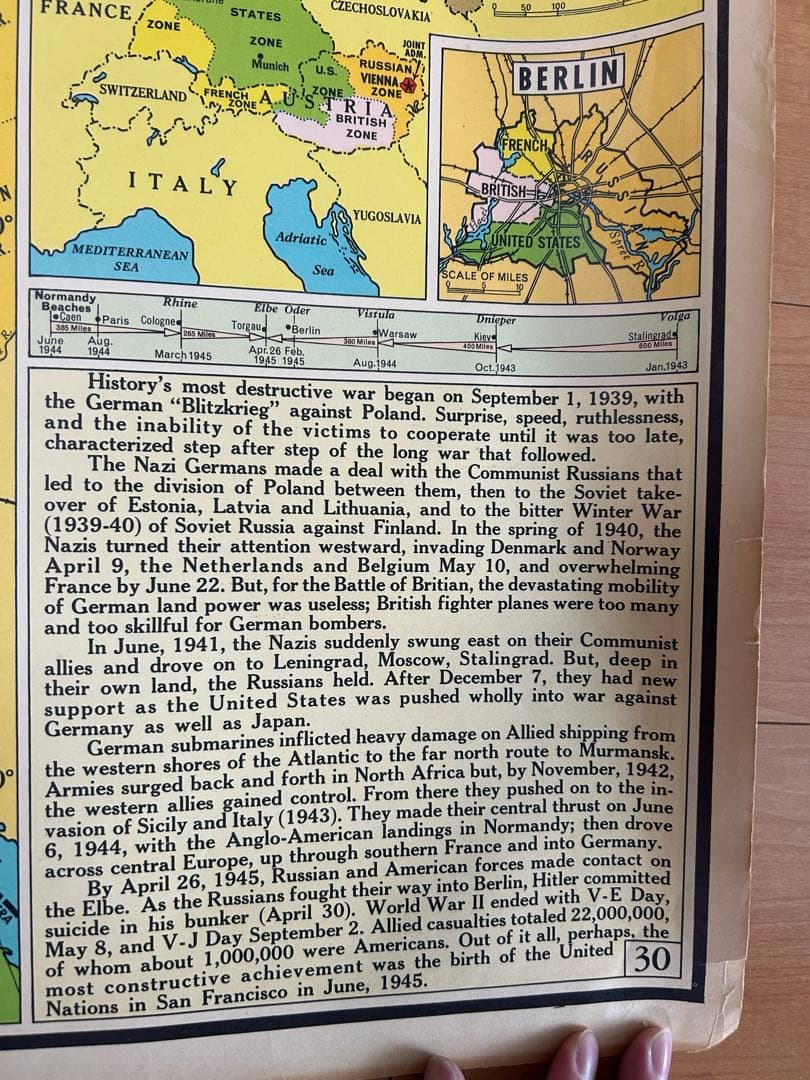 FRANCE
CZECHOSLOVAKIA
STATES
ZONE
ZONE
Munich
ZONE
U.S.
ZONE
JOINT
ADM.
RUSSIAN
VIENNA
ZONE
SWITZERLAND
FRENCH
ZONE
AUSTRIA
BRITISH
ZONE
ITALY
YUGOSLAVIA
Adriatic
Sea
MEDITERRANEAN
SEA
0 50 100
BERLIN
FRENCH
BRITISH
UNITED STATES
Havel
Spree R.
SCALE OF MILES
0 5 10
Normandy
Beaches
Rhine
Elbe Oder
Vistula
Dnieper
Volga
Caen
Paris
Cologne
Torgau
Berlin
Warsaw
Kiev
Stalingrad
385 Miles
265 Miles
360 Miles
400 Miles
600 Miles
June
1944
Aug.
1944
March 1945
Apr. 26
1945
Feb.
1945
Aug. 1944
Oct. 1943
Jan. 1943
History's most destructive war began on September 1, 1939, with
the German "Blitzkrieg" against Poland. Surprise, speed, ruthlessness,
and the inability of the victims to cooperate until it was too late,
characterized step after step of the long war that followed.
The Nazi Germans made a deal with the Communist Russians that
led to the division of Poland between them, then to the Soviet take-
over of Estonia, Latvia and Lithuania, and to the bitter Winter War
(1939-40) of Soviet Russia against Finland. In the spring of 1940, the
Nazis turned their attention westward, invading Denmark and Norway
April 9, the Netherlands and Belgium May 10, and overwhelming
France by June 22. But, for the Battle of Britian, the devastating mobility
of German land power was useless; British fighter planes were too many
and too skillful for German bombers.
In June, 1941, the Nazis suddenly swung east on their Communist
allies and drove on to Leningrad, Moscow, Stalingrad. But, deep in
their own land, the Russians held. After December 7, they had new
support as the United States was pushed wholly into war against
Germany as well as Japan.
German submarines inflicted heavy damage on Allied shipping from
the western shores of the Atlantic to the far north route to Murmansk.
Armies surged back and forth in North Africa but, by November, 1942,
the western allies gained control. From there they pushed on to the in-
vasion of Sicily and Italy (1943). They made their central thrust on June
6, 1944, with the Anglo-American landings in Normandy; then drove
across central Europe, up through southern France and into Germany.
By April 26, 1945, Russian and American forces made contact on
the Elbe. As the Russians fought their way into Berlin, Hitler committed
suicide in his bunker (April 30). World War II ended with V-E Day,
May 8, and V-J Day September 2. Allied casualties totaled 22,000,000,
of whom about 1,000,000 were Americans. Out of it all, perhaps, the
most constructive achievement was the birth of the United
Nations in San Francisco in June, 1945.
30